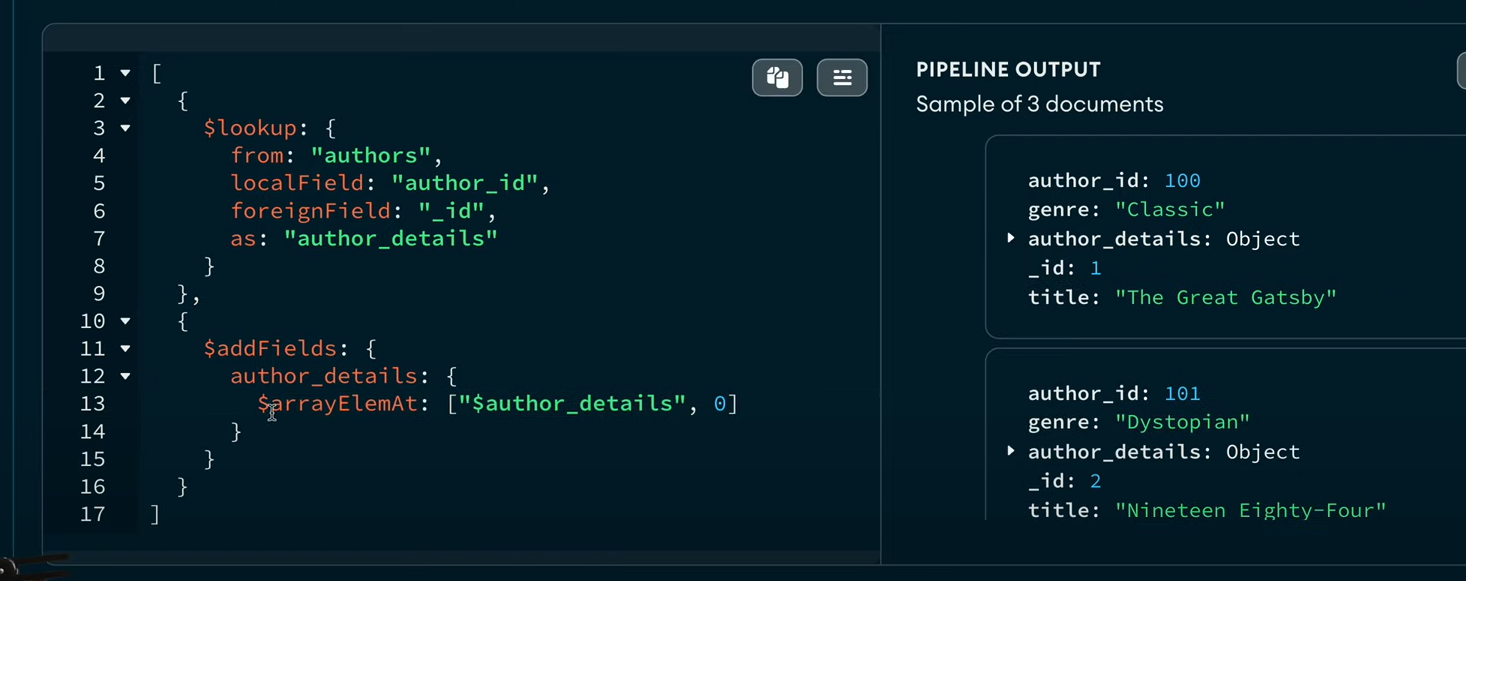 1 [
2 {
3 $lookup: {
4 from: "authors",
5 localField: "author_id",
6 foreignField: "_id",
7 as: "author_details"
8 }
9 },
10 {
11 $addFields: {
12 author_details: {
13 $arrayElemAt: ["$author_details", 0]
14 }
15 }
16 }
17 ]
PIPELINE OUTPUT
Sample of 3 documents
author_id: 100
genre: "Classic"
author_details: Object
_id: 1
title: "The Great Gatsby"
author_id: 101
genre: "Dystopian"
author_details: Object
_id: 2
title: "Nineteen Eighty-Four"